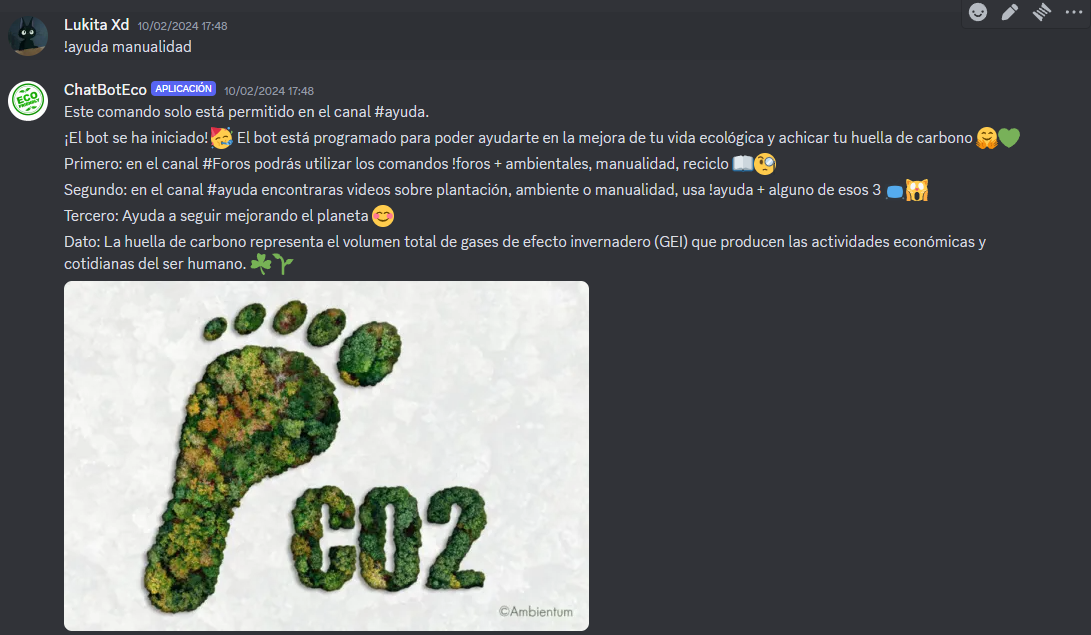 Lukita Xd 10/02/2024 17:48
!ayuda manualidad
ECO
FRIENDLY
ChatBotEco APLICACIÓN 10/02/2024 17:48
Este comando solo está permitido en el canal #ayuda.
¡El bot se ha iniciado!🥳 El bot está programado para poder ayudarte en la mejora de tu vida ecológica y achicar tu huella de carbono 🤗💚
Primero: en el canal #Foros podrás utilizar los comandos !foros + ambientales, manualidad, reciclo 📖🧐
Segundo: en el canal #ayuda encontraras videos sobre plantación, ambiente o manualidad, usa !ayuda + alguno de esos 3 🙀
Tercero: Ayuda a seguir mejorando el planeta 😊
Dato: La huella de carbono representa el volumen total de gases de efecto invernadero (GEI) que producen las actividades económicas y
cotidianas del ser humano. ☘️🌱
CO2
©Ambientum